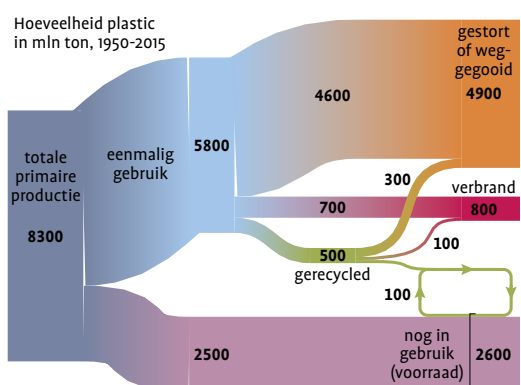 Hoeveelheid plastic
in mln ton, 1950-2015
totale
primaire
productie
8300
eenmalig
gebruik
5800
4600
gestort
of weg-
gegooid
4900
300
700
verbrand
800
500
gerecycled
100
100
2500
nog in
gebruik
(voorraad)
2600